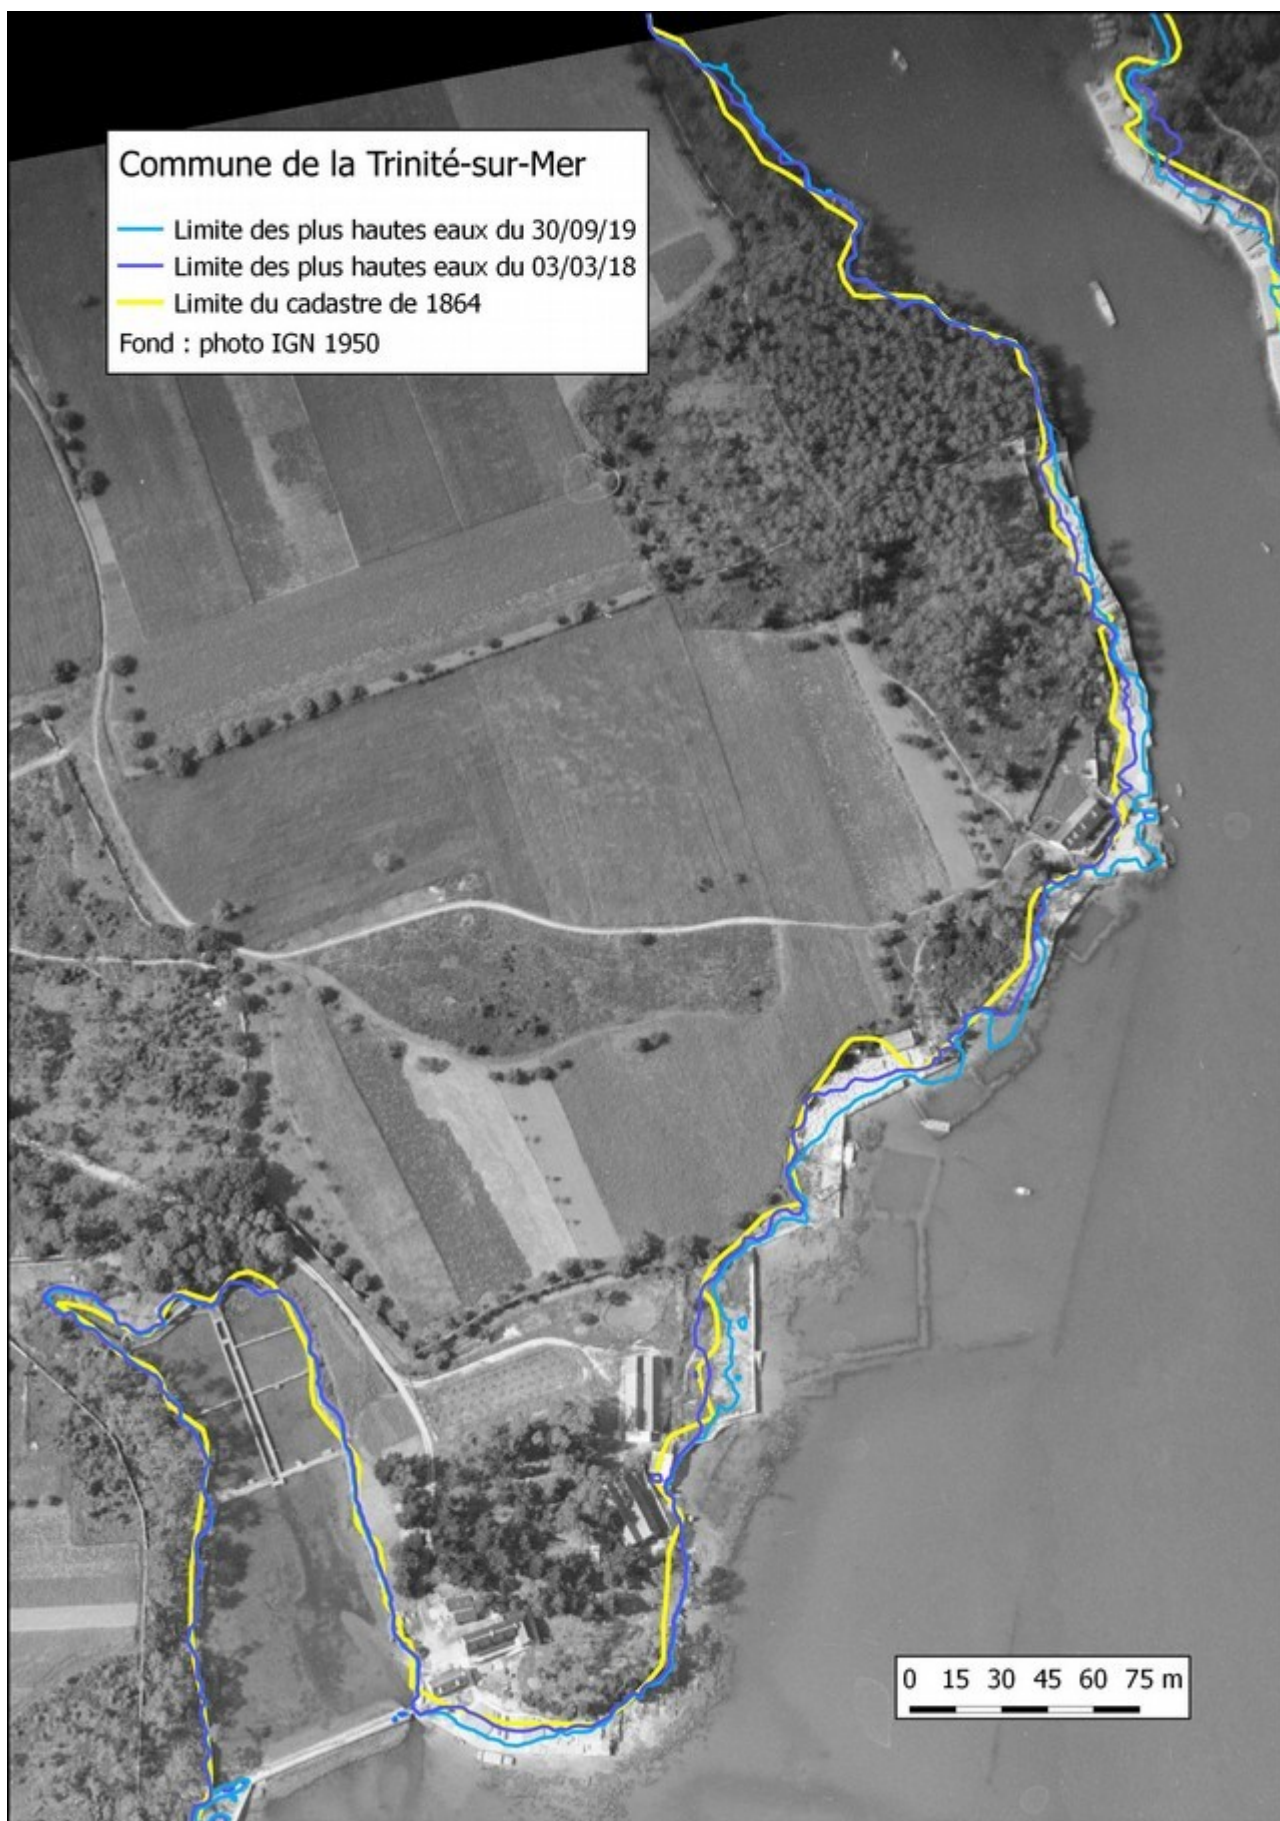 Commune de la Trinité-sur-Mer
Limite des plus hautes eaux du 30/09/19
Limite des plus hautes eaux du 03/03/18
Limite du cadastre de 1864
Fond : photo IGN 1950
0 15 30 45 60 75 m